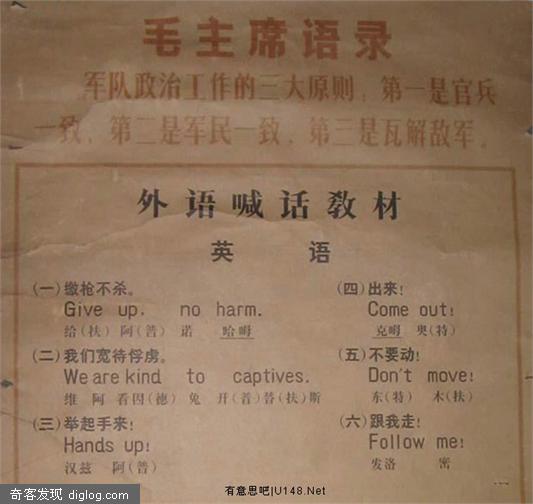 毛主席语录
军队政治工作的三大原则，第一是官兵
一致，第二是军民一致，第三是瓦解敌军。
外语喊话教材
英 语
(一) 缴枪不杀。
Give up, no harm.
给(扶) 阿(普) 诺 哈姆
(二) 我们宽待俘虏。
We are kind to captives.
维 阿 看因(德) 兔 开(普)替(扶)斯
(三) 举起手来!
Hands up!
汉兹 阿(普)
(四) 出来!
Come out!
克姆 奥(特)
(五) 不要动!
Don't move!
东(特) 木(扶)
(六) 跟我走!
Follow me!
发洛 密
奇客发现 diglog.com
有意思吧|U148.Net